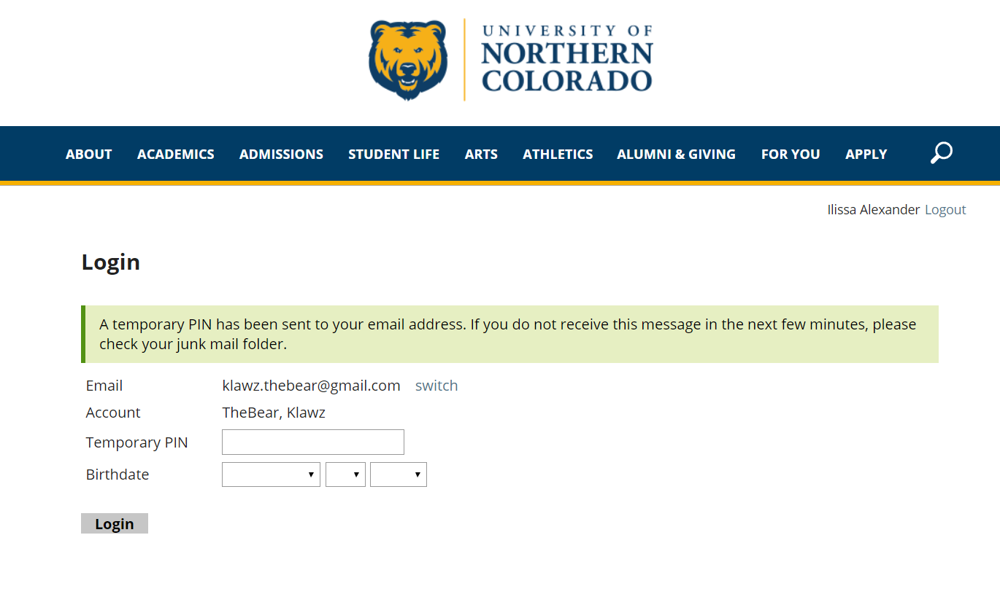 UNIVERSITY OF
NORTHERN
COLORADO
ABOUT ACADEMICS ADMISSIONS STUDENT LIFE ARTS ATHLETICS ALUMNI & GIVING FOR YOU APPLY
Ilissa Alexander Logout
Login
A temporary PIN has been sent to your email address. If you do not receive this message in the next few minutes, please
check your junk mail folder.
Email klawz.thebear@gmail.com switch
Account TheBear, Klawz
Temporary PIN
Birthdate
Login